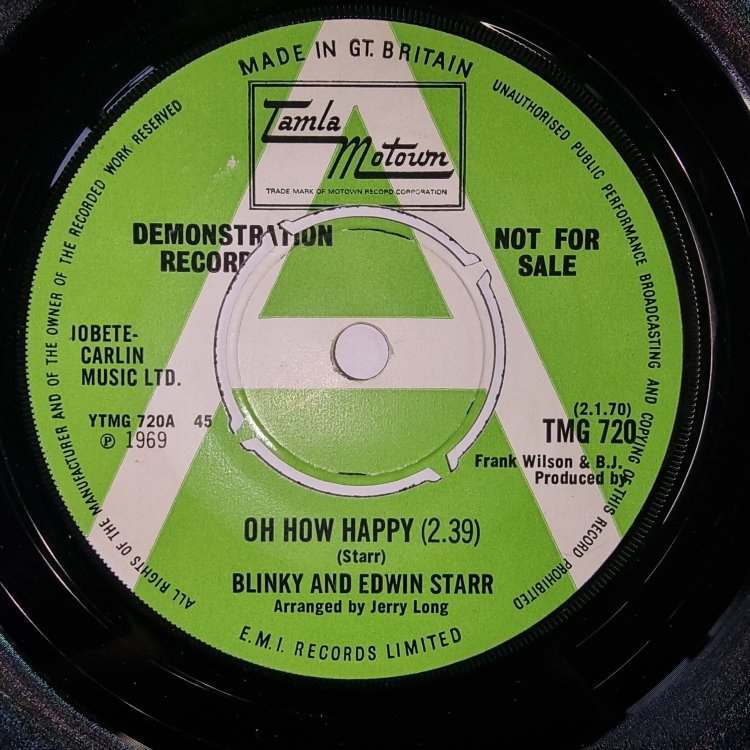 MADE IN GT. BRITAIN
Tamla
Motown
TRADE MARK OF MOTOWN RECORD CORPORATION
DEMONSTRATION
RECORD
NOT FOR
SALE
JOBETE-
CARLIN
MUSIC LTD.
YTMG 720A 45
℗ 1969
(2.1.70)
TMG 720
Frank Wilson & B.J.
Produced by
OH HOW HAPPY (2.39)
(Starr)
BLINKY AND EDWIN STARR
Arranged by Jerry Long
E.M.I. RECORDS LIMITED
ALL RIGHTS OF THE MANUFACTURER AND OF THE OWNER OF THE RECORDED WORK RESERVED
UNAUTHORISED PUBLIC PERFORMANCE BROADCASTING AND COPYING OF THIS RECORD PROHIBITED
A